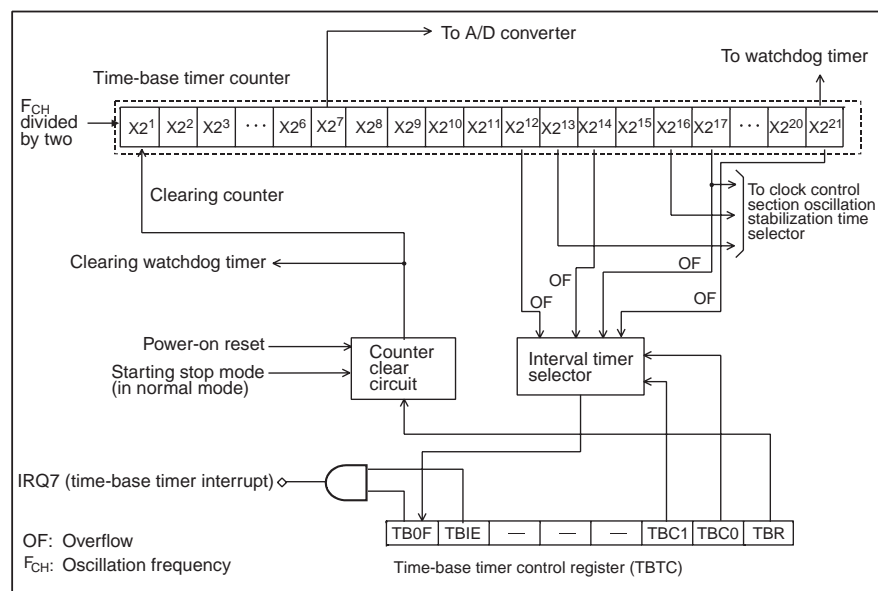 To A/D converter
To watchdog timer
Time-base timer counter
FCH
divided
by two
X2¹ X2² X2³ ··· X2⁶ X2⁷ X2⁸ X2⁹ X2¹⁰ X2¹¹ X2¹² X2¹³ X2¹⁴ X2¹⁵ X2¹⁶ X2¹⁷ ··· X2²⁰ X2²¹
Clearing counter
To clock control
section oscillation
stabilization time
selector
Clearing watchdog timer
OF
OF
OF
OF
Power-on reset
Starting stop mode
(in normal mode)
Counter
clear
circuit
Interval timer
selector
IRQ7 (time-base timer interrupt)
TB0F TBIE — — — TBC1 TBC0 TBR
OF: Overflow
FCH: Oscillation frequency
Time-base timer control register (TBTC)